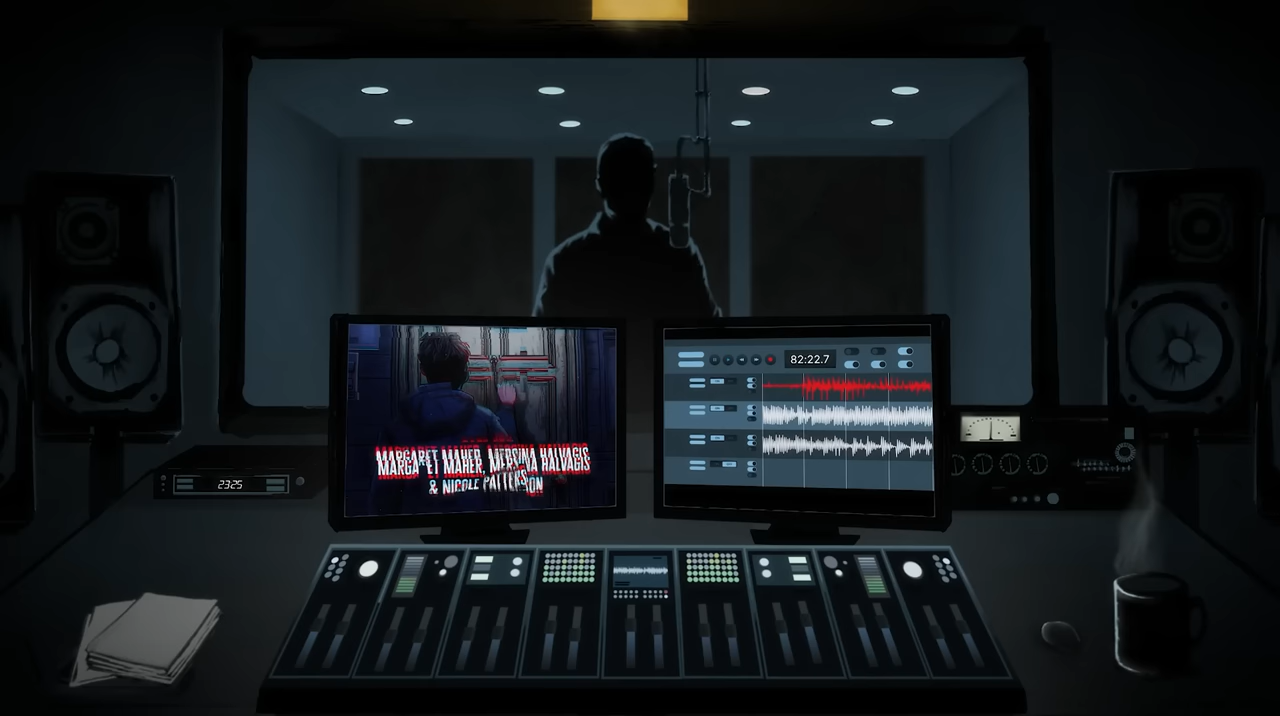 82:22.7
MARGARET MAHER, MERSINA HALVAGIS
& NICOLE PATTERSON
2325